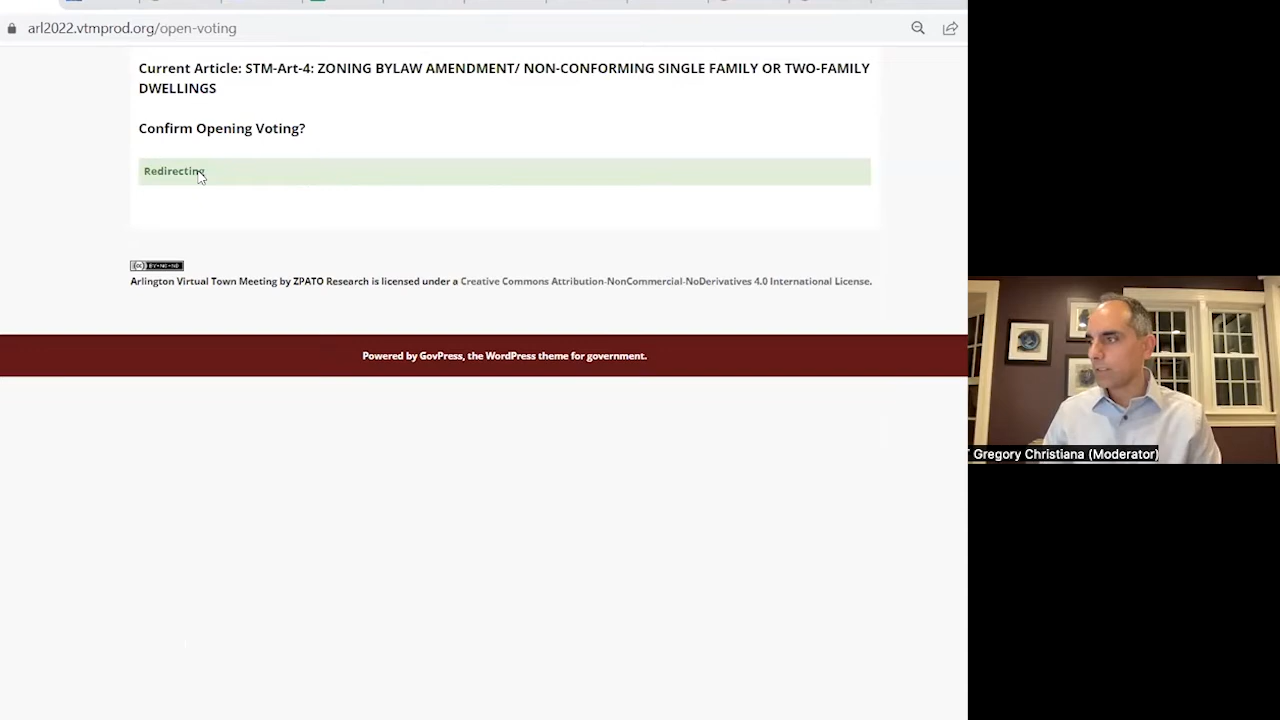 arl2022.vtmprod.org/open-voting
Current Article: STM-Art-4: ZONING BYLAW AMENDMENT/ NON-CONFORMING SINGLE FAMILY OR TWO-FAMILY
DWELLINGS
Confirm Opening Voting?
Redirecting
Arlington Virtual Town Meeting by ZPATO Research is licensed under a Creative Commons Attribution-NonCommercial-NoDerivatives 4.0 International License.
Powered by GovPress, the WordPress theme for government.
Gregory Christiana (Moderator)